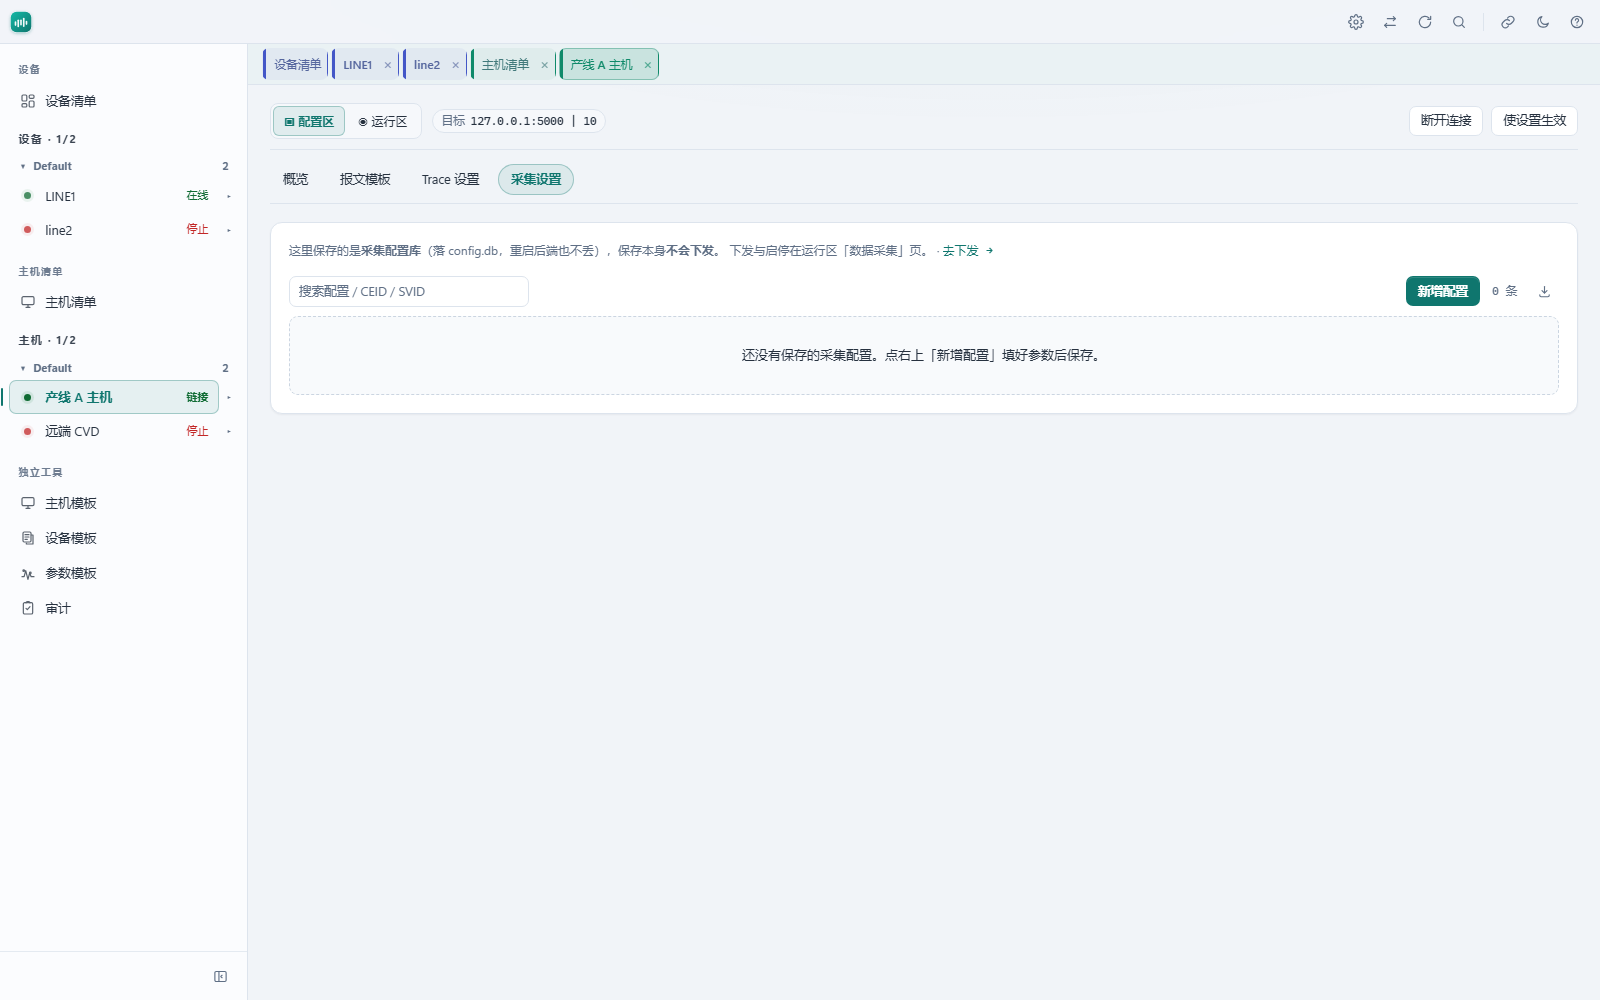 设备
设备清单
设备 · 1/2
Default 2
LINE1 在线
line2 停止
主机清单
主机清单
主机 · 1/2
Default 2
产线 A 主机 链接
远端 CVD 停止
独立工具
主机模板
设备模板
参数模板
审计
设备清单 LINE1 × line2 × 主机清单 × 产线 A 主机 ×
配置区 运行区 目标 127.0.0.1:5000 | 10 断开连接 使设置生效
概览 报文模板 Trace 设置 采集设置
这里保存的是采集配置库（落 config.db，重启后端也不丢），保存本身不会下发。 下发与启停在运行区「数据采集」页。 · 去下发 →
搜索配置 / CEID / SVID 新增配置 0 条
还没有保存的采集配置。点右上「新增配置」填好参数后保存。